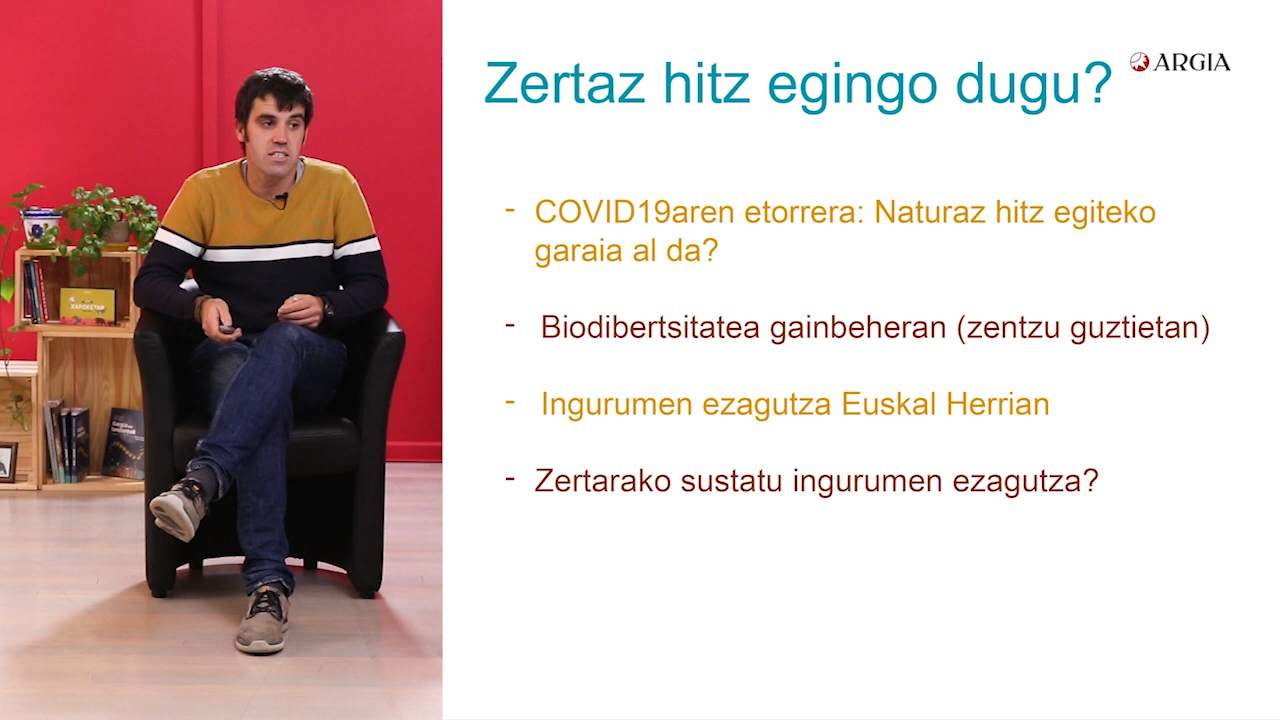 Zertaz hitz egingo dugu?
ARGIA
- COVID19aren etorrera: Naturaz hitz egiteko
garaia al da?
- Biodibertsitatea gainbeheran (zentzu guztietan)
- Ingurumen ezagutza Euskal Herrian
- Zertarako sustatu ingurumen ezagutza?